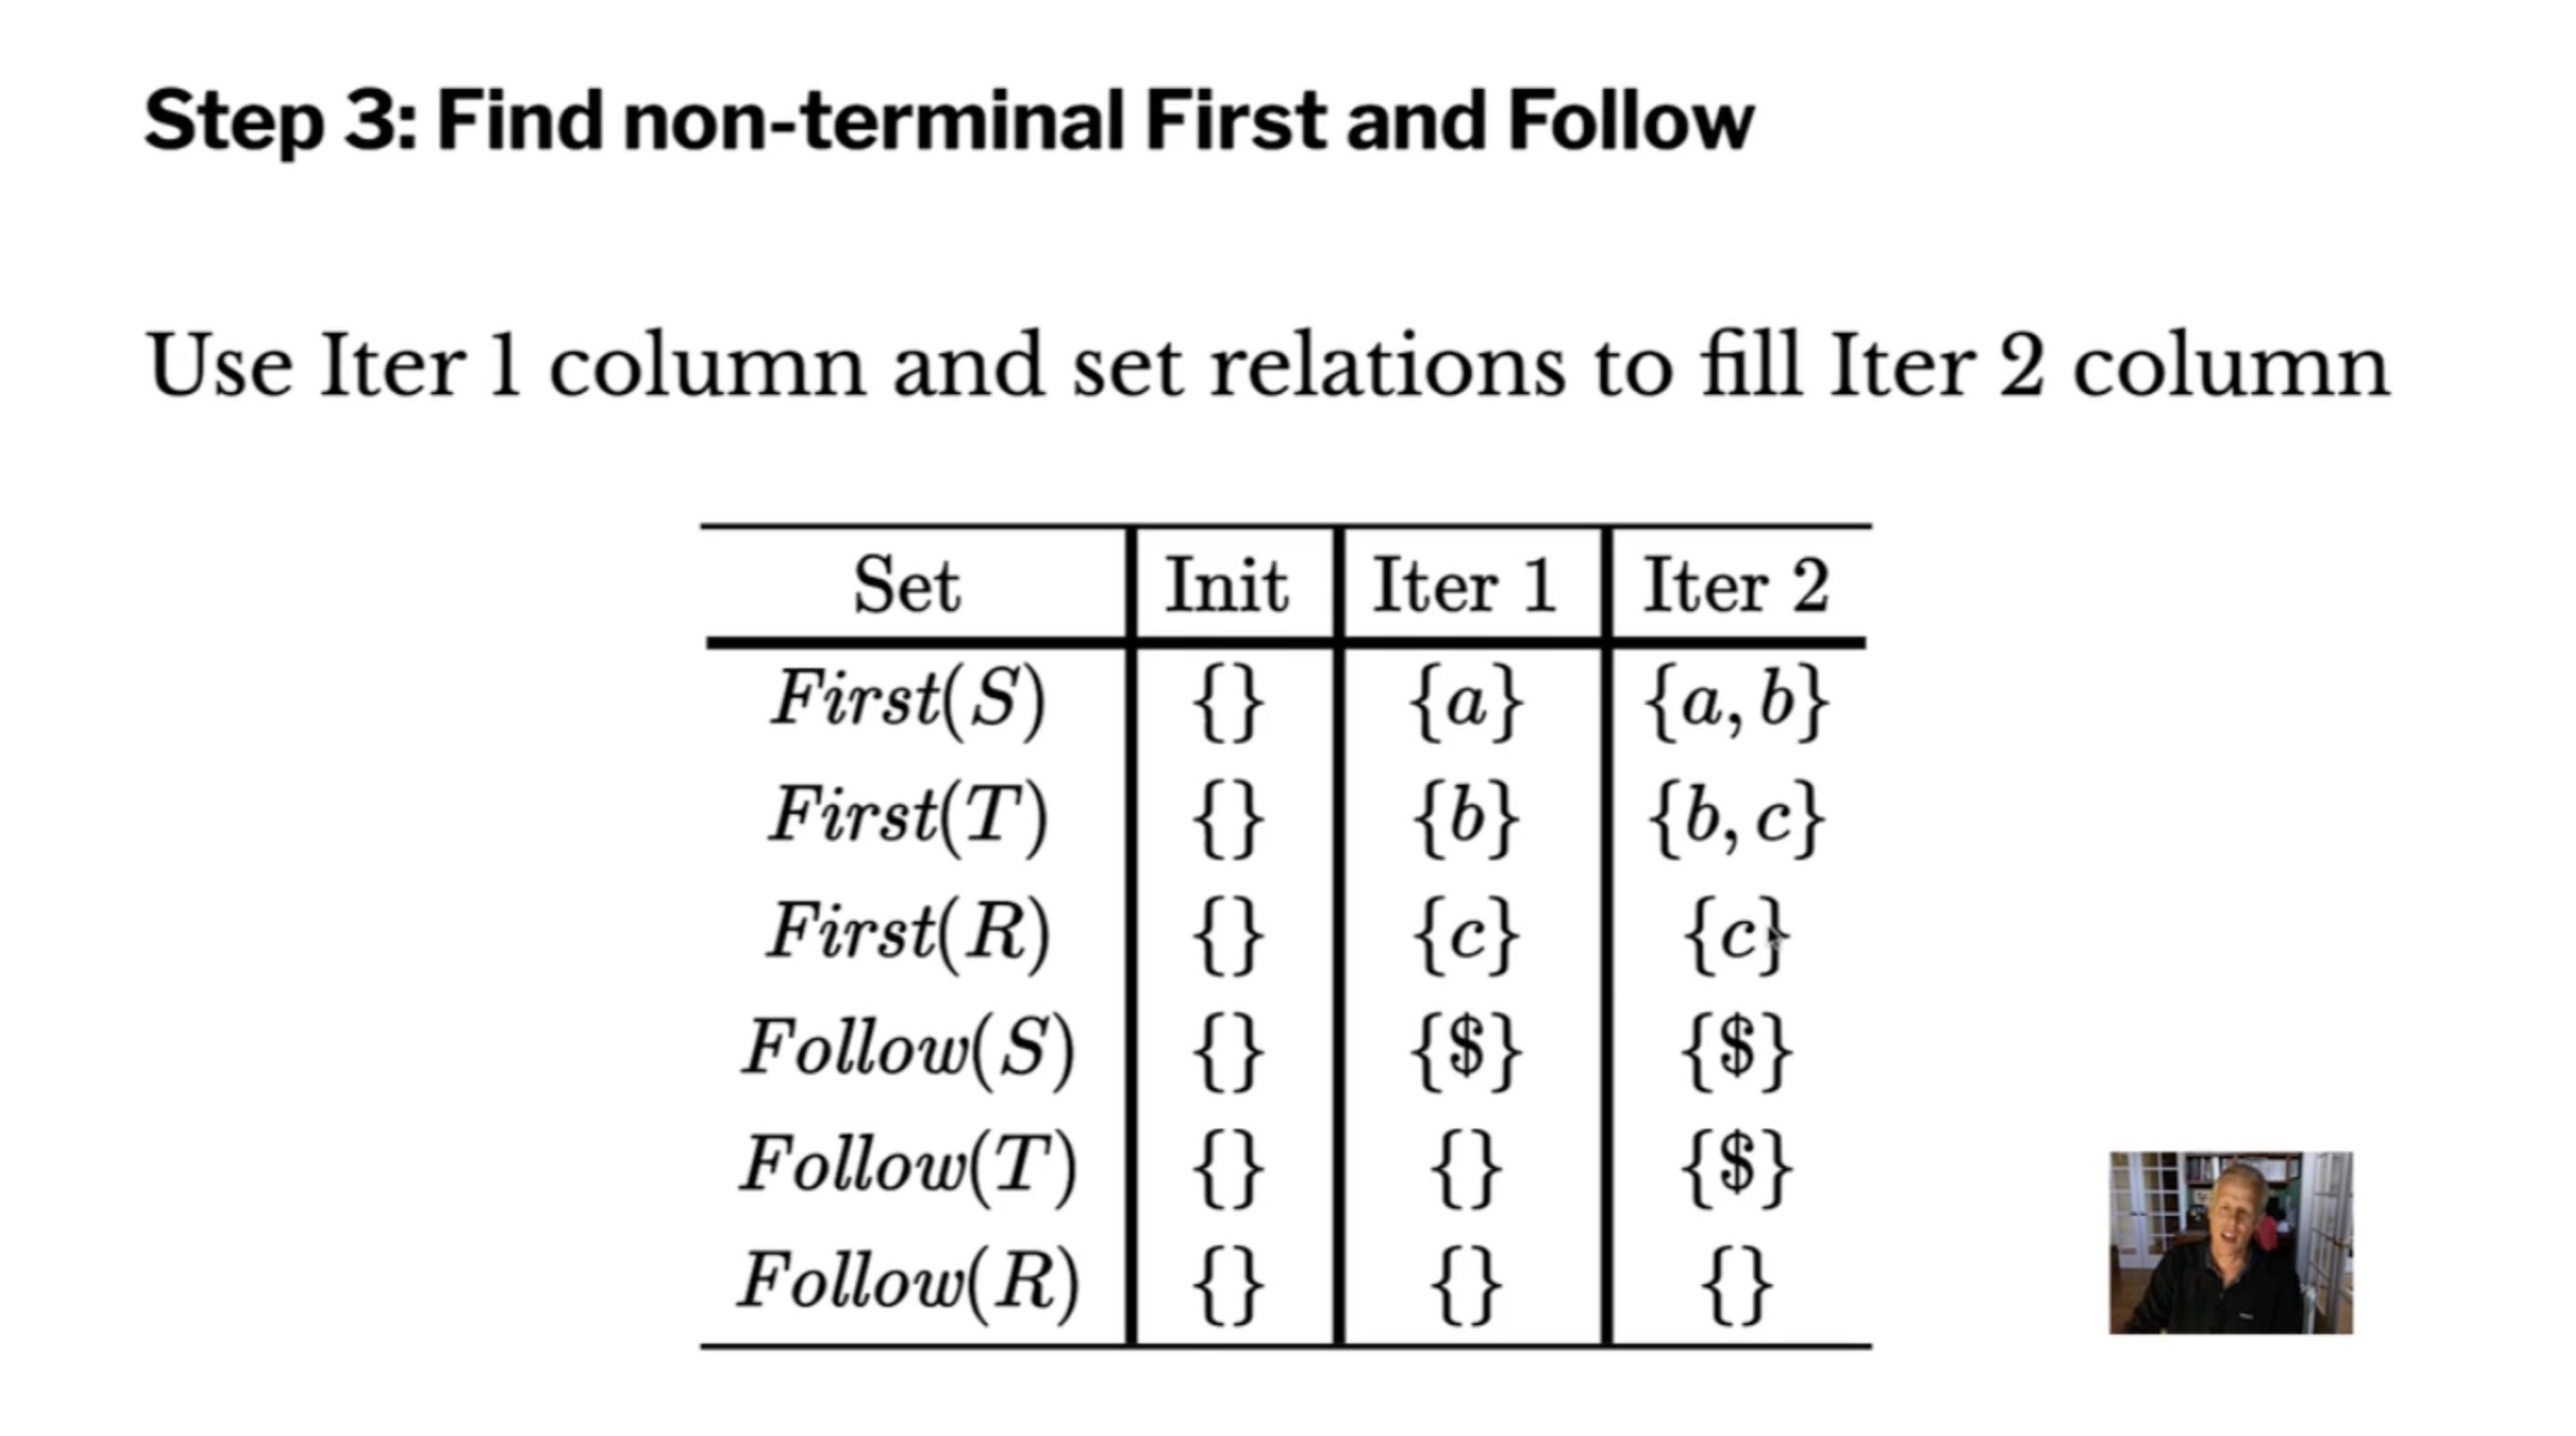 Step 3: Find non-terminal First and Follow
Use Iter 1 column and set relations to fill Iter 2 column
Set Init Iter 1 Iter 2
First(S) {} {a} {a, b}
First(T) {} {b} {b, c}
First(R) {} {c} {c}
Follow(S) {} {$} {$}
Follow(T) {} {} {$}
Follow(R) {} {} {}